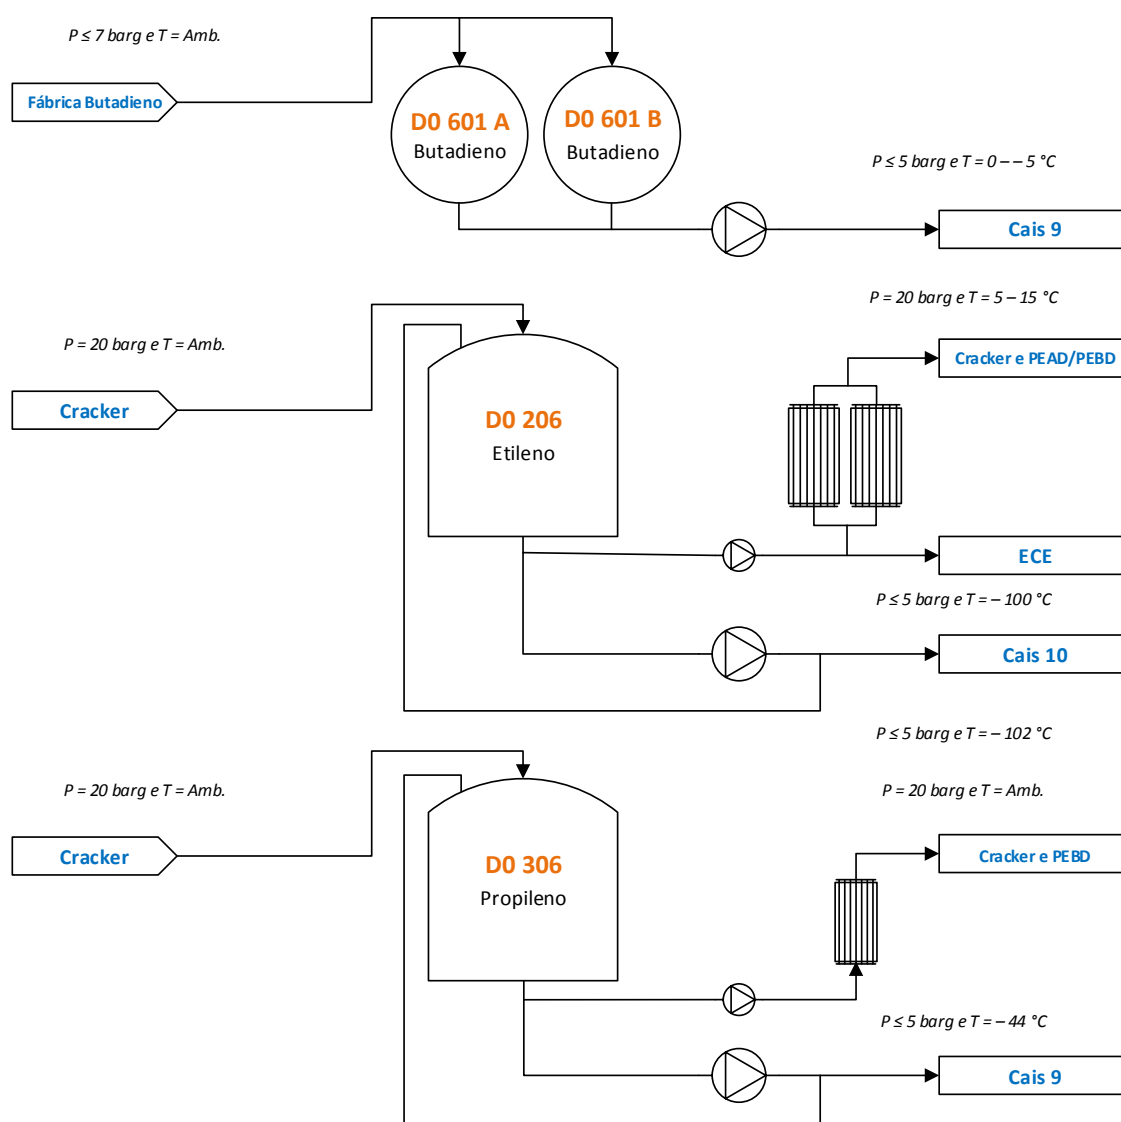 P ≤ 7 barg e T = Amb.
Fábrica Butadieno
D0 601 A
Butadieno
D0 601 B
Butadieno
P ≤ 5 barg e T = 0 – – 5 °C
Cais 9
P = 20 barg e T = 5 – 15 °C
P = 20 barg e T = Amb.
Cracker e PEAD/PEBD
Cracker
D0 206
Etileno
ECE
P ≤ 5 barg e T = – 100 °C
Cais 10
P ≤ 5 barg e T = – 102 °C
P = 20 barg e T = Amb.
P = 20 barg e T = Amb.
Cracker
D0 306
Propileno
Cracker e PEBD
P ≤ 5 barg e T = – 44 °C
Cais 9